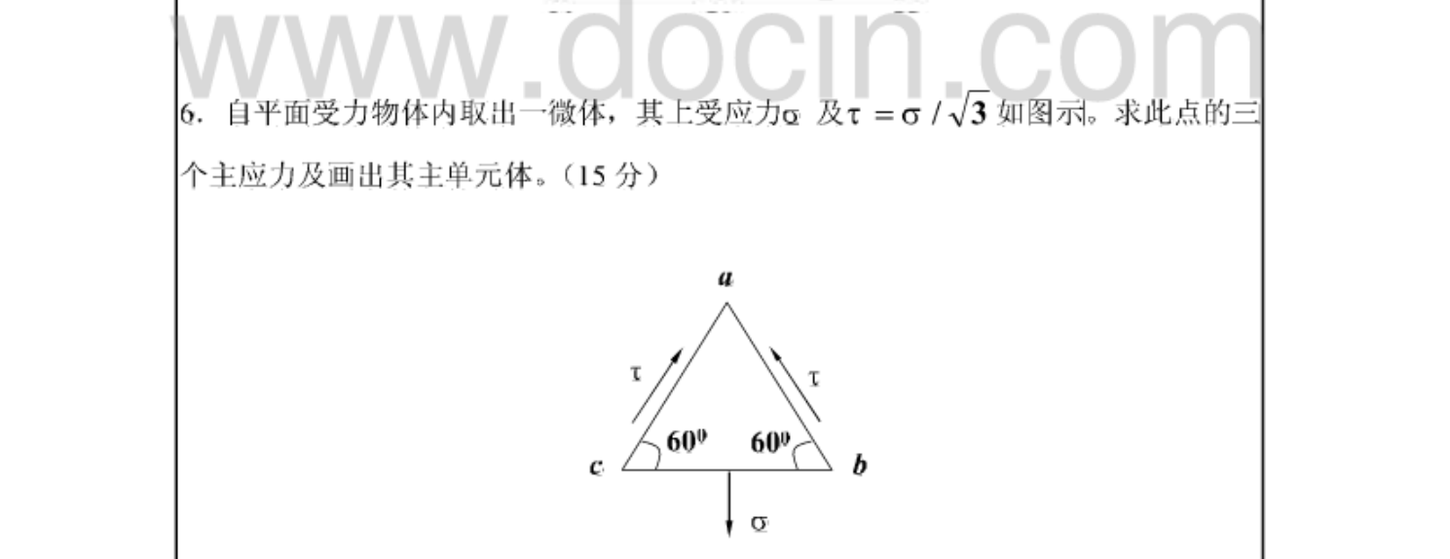 www.docin.com
6. 自平面受力物体内取出一微体，其上受应力σ 及τ = σ / √3 如图示。求此点的三
个主应力及画出其主单元体。（15 分）
a
τ
τ
60⁰
60⁰
c
b
σ